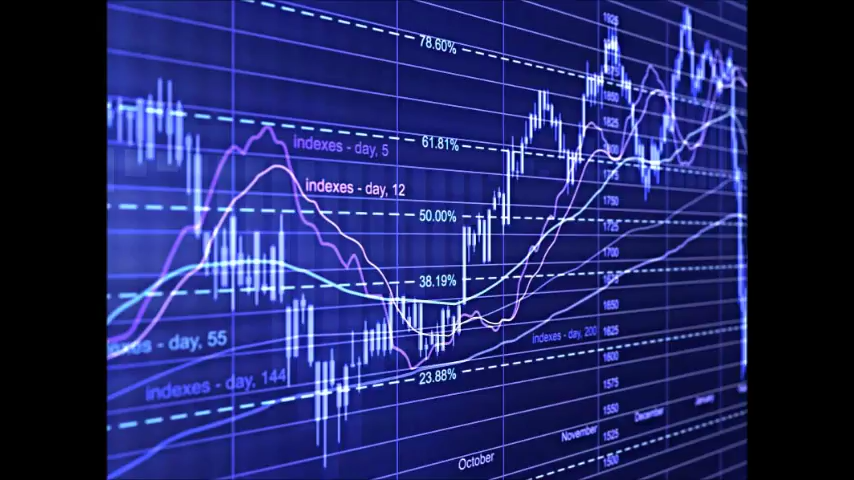 78.60%
indexes - day, 5
61.81%
indexes - day, 12
50.00%
38.19%
indexes - day, 55
indexes - day, 200
indexes - day, 144
23.88%
1925
1850
1825
1800
1775
1750
1725
1700
1675
1650
1625
1600
1575
1550
1525
1500
October
November
December
January